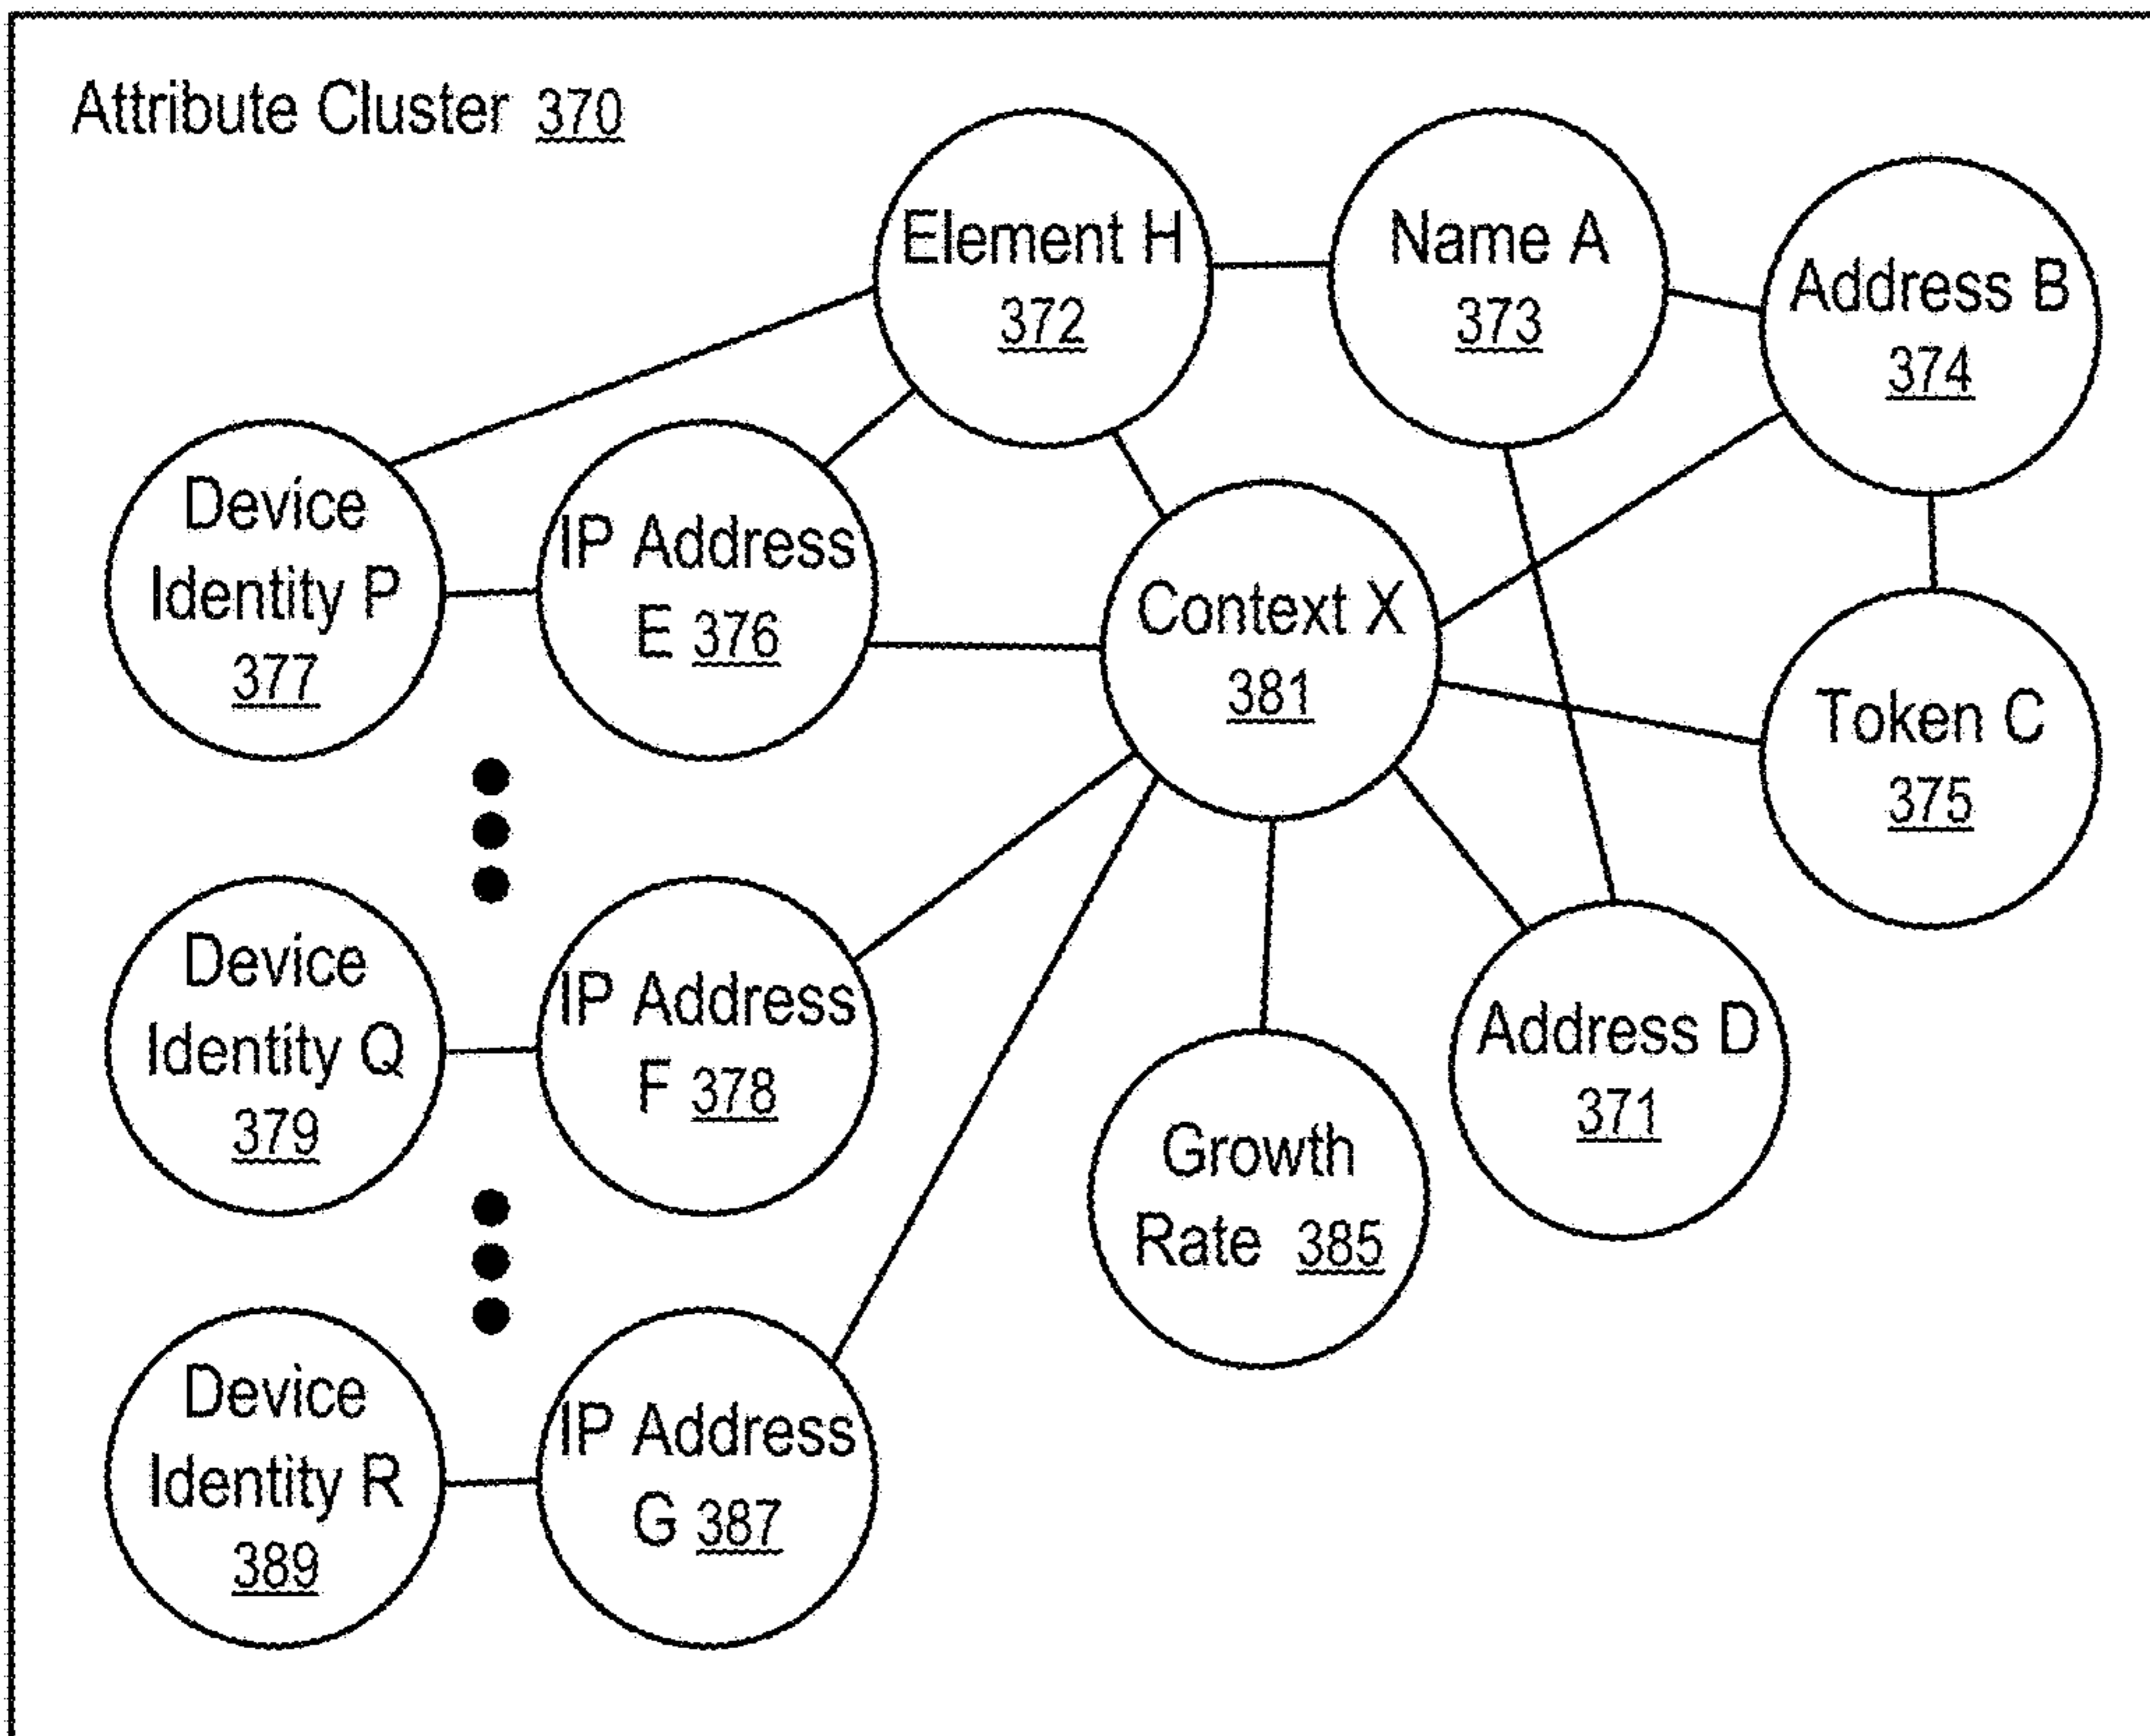 Attribute Cluster 370
Element H
372
Name A
373
Address B
374
Device
Identity P
377
IP Address
E 376
Context X
381
Token C
375
Device
Identity Q
379
IP Address
F 378
Growth
Rate 385
Address D
371
Device
Identity R
389
IP Address
G 387